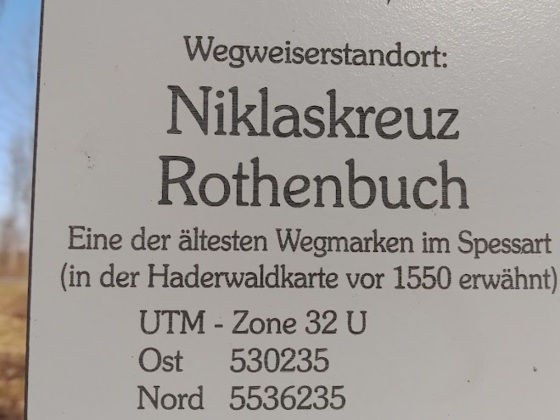 Wegweiserstandort:
Niklaskreuz
Rothenbuch
Eine der ältesten Wegmarken im Spessart
(in der Haderwaldkarte vor 1550 erwähnt)
UTM - Zone 32 U
Ost 530235
Nord 5536235